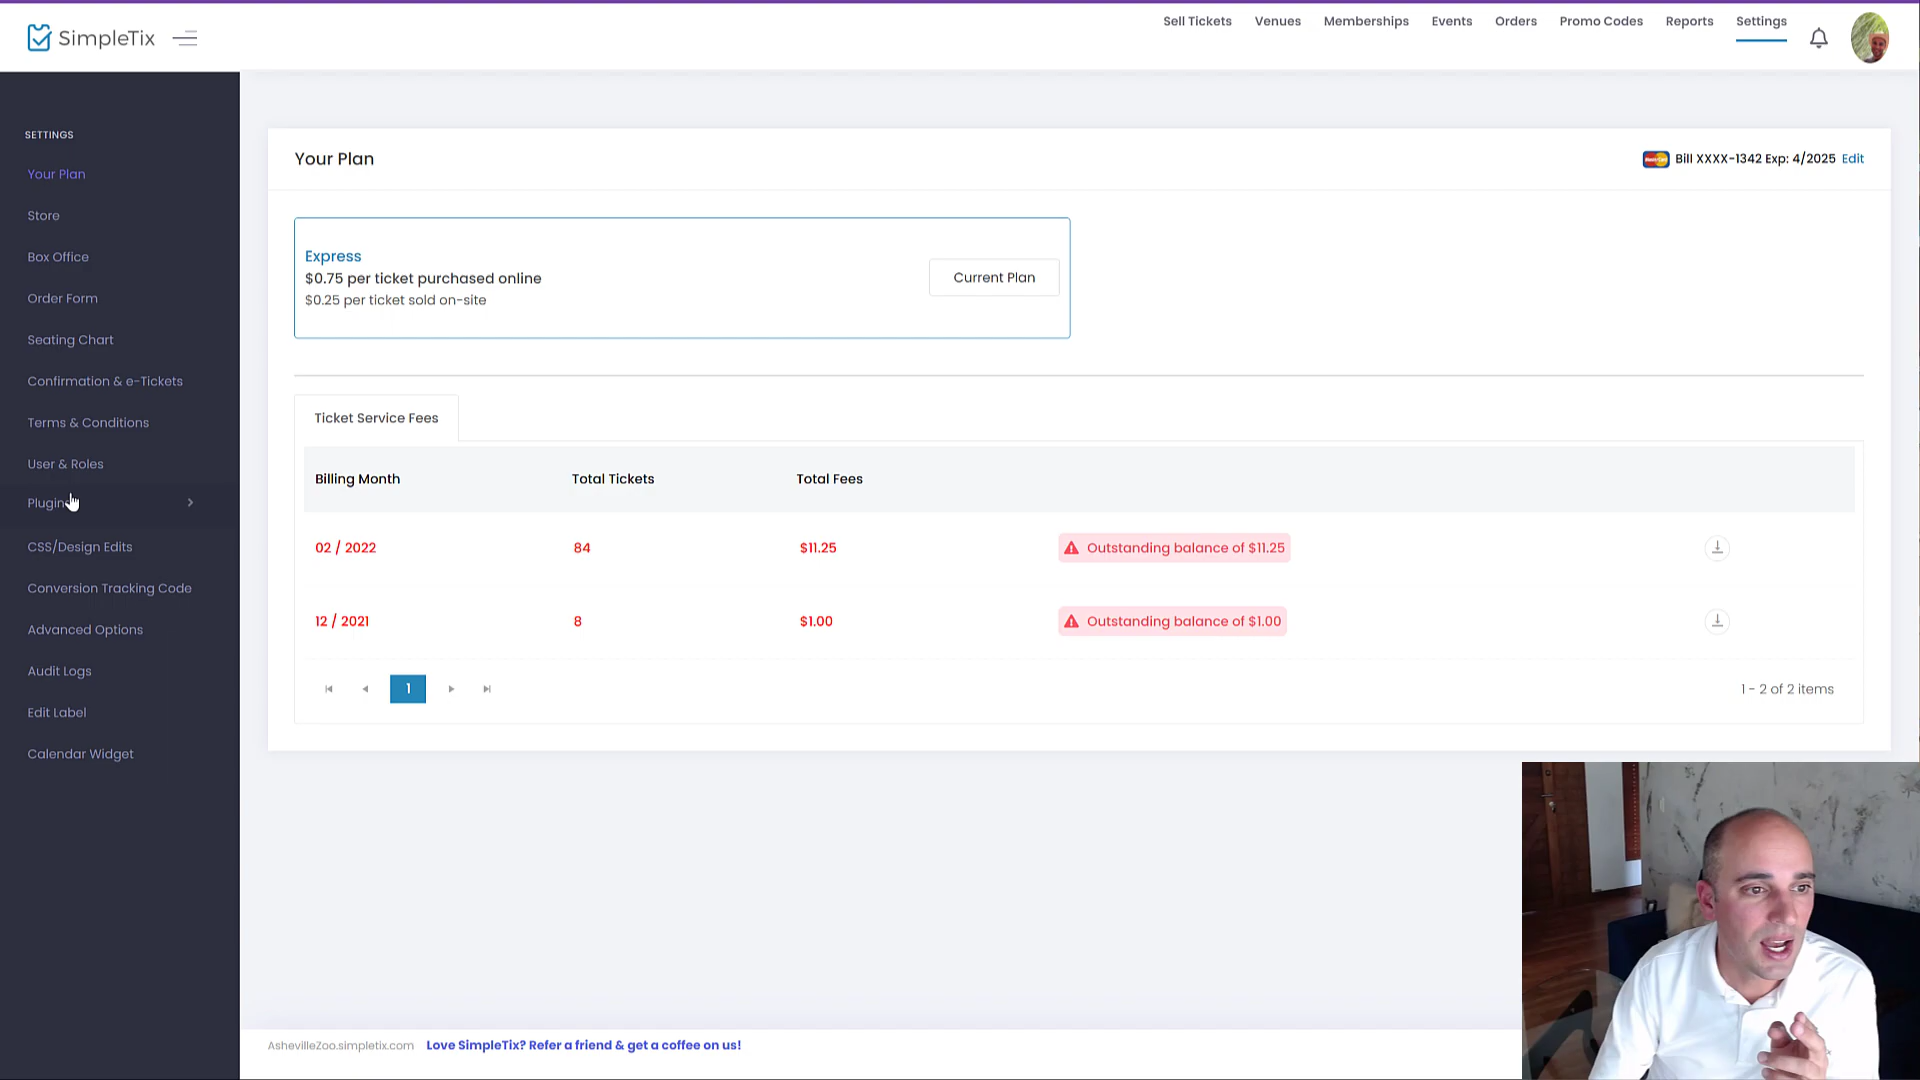 SimpleTix
Sell Tickets
Venues
Memberships
Events
Orders
Promo Codes
Reports
Settings
SETTINGS
Your Plan
Store
Box Office
Order Form
Seating Chart
Confirmation & e-Tickets
Terms & Conditions
User & Roles
Plugin
CSS/Design Edits
Conversion Tracking Code
Advanced Options
Audit Logs
Edit Label
Calendar Widget
Your Plan
Bill XXXX-1342 Exp: 4/2025 Edit
Express
$0.75 per ticket purchased online
$0.25 per ticket sold on-site
Current Plan
Ticket Service Fees
Billing Month Total Tickets Total Fees
02 / 2022 84 $11.25 Outstanding balance of $11.25
12 / 2021 8 $1.00 Outstanding balance of $1.00
1
1 - 2 of 2 items
AshevilleZoo.simpletix.com Love SimpleTix? Refer a friend & get a coffee on us!